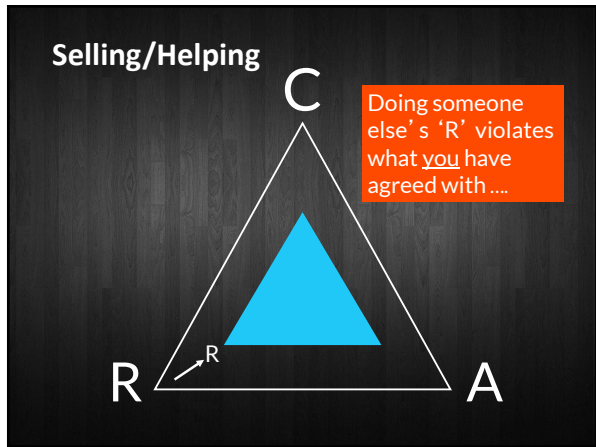 Selling/Helping
C
Doing someone
else’s ‘R’ violates
what you have
agreed with ....
R
R
A